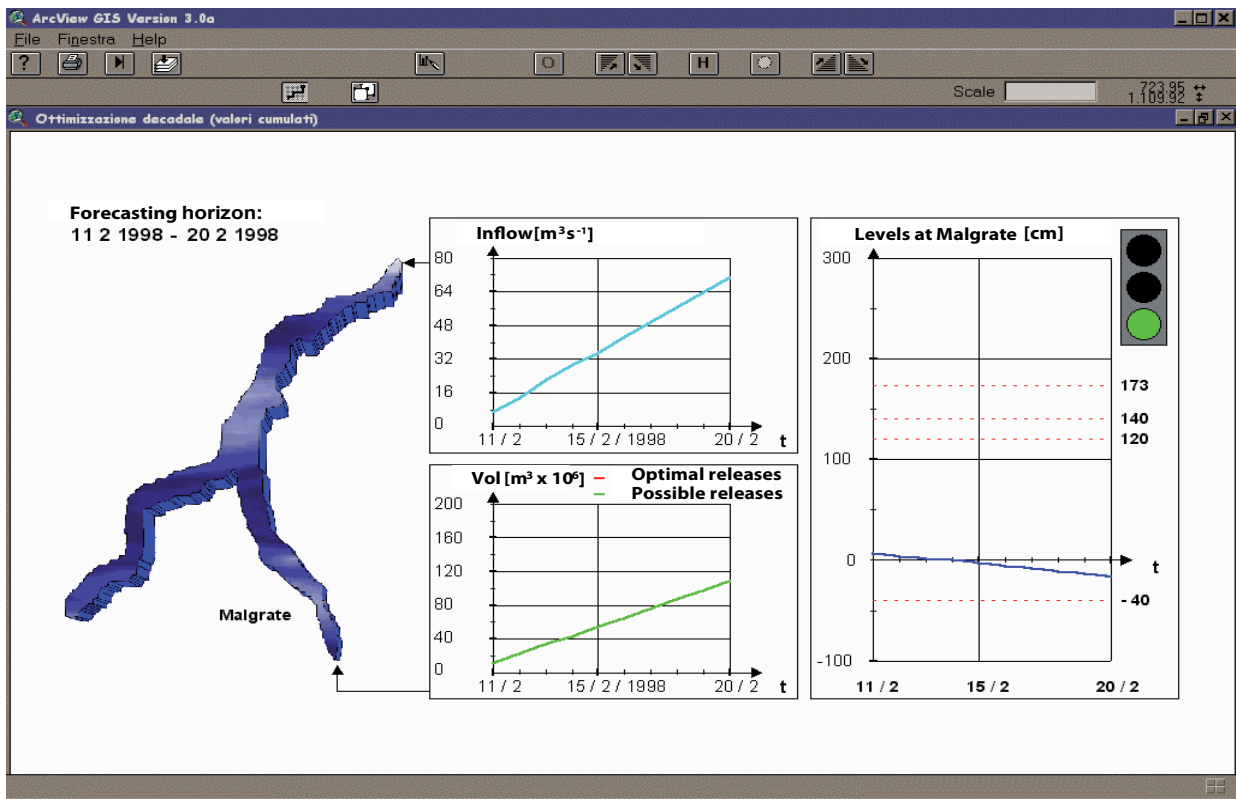 ArcView GIS Version 3.0a
File Finestra Help
?
H
Scale
723.95
1.109.92
Ottimizzazione decadale (valori cumulati)
Forecasting horizon:
11 2 1998 - 20 2 1998
Malgrate
Inflow[m³s⁻¹]
80
64
48
32
16
0
11 / 2 15 / 2 / 1998 20 / 2 t
Vol [m³ x 10⁶] Optimal releases
Possible releases
200
160
120
80
40
0
11 / 2 15 / 2 / 1998 20 / 2 t
Levels at Malgrate [cm]
300
200
173
140
120
100
0
t
- 40
-100
11 / 2 15 / 2 20 / 2